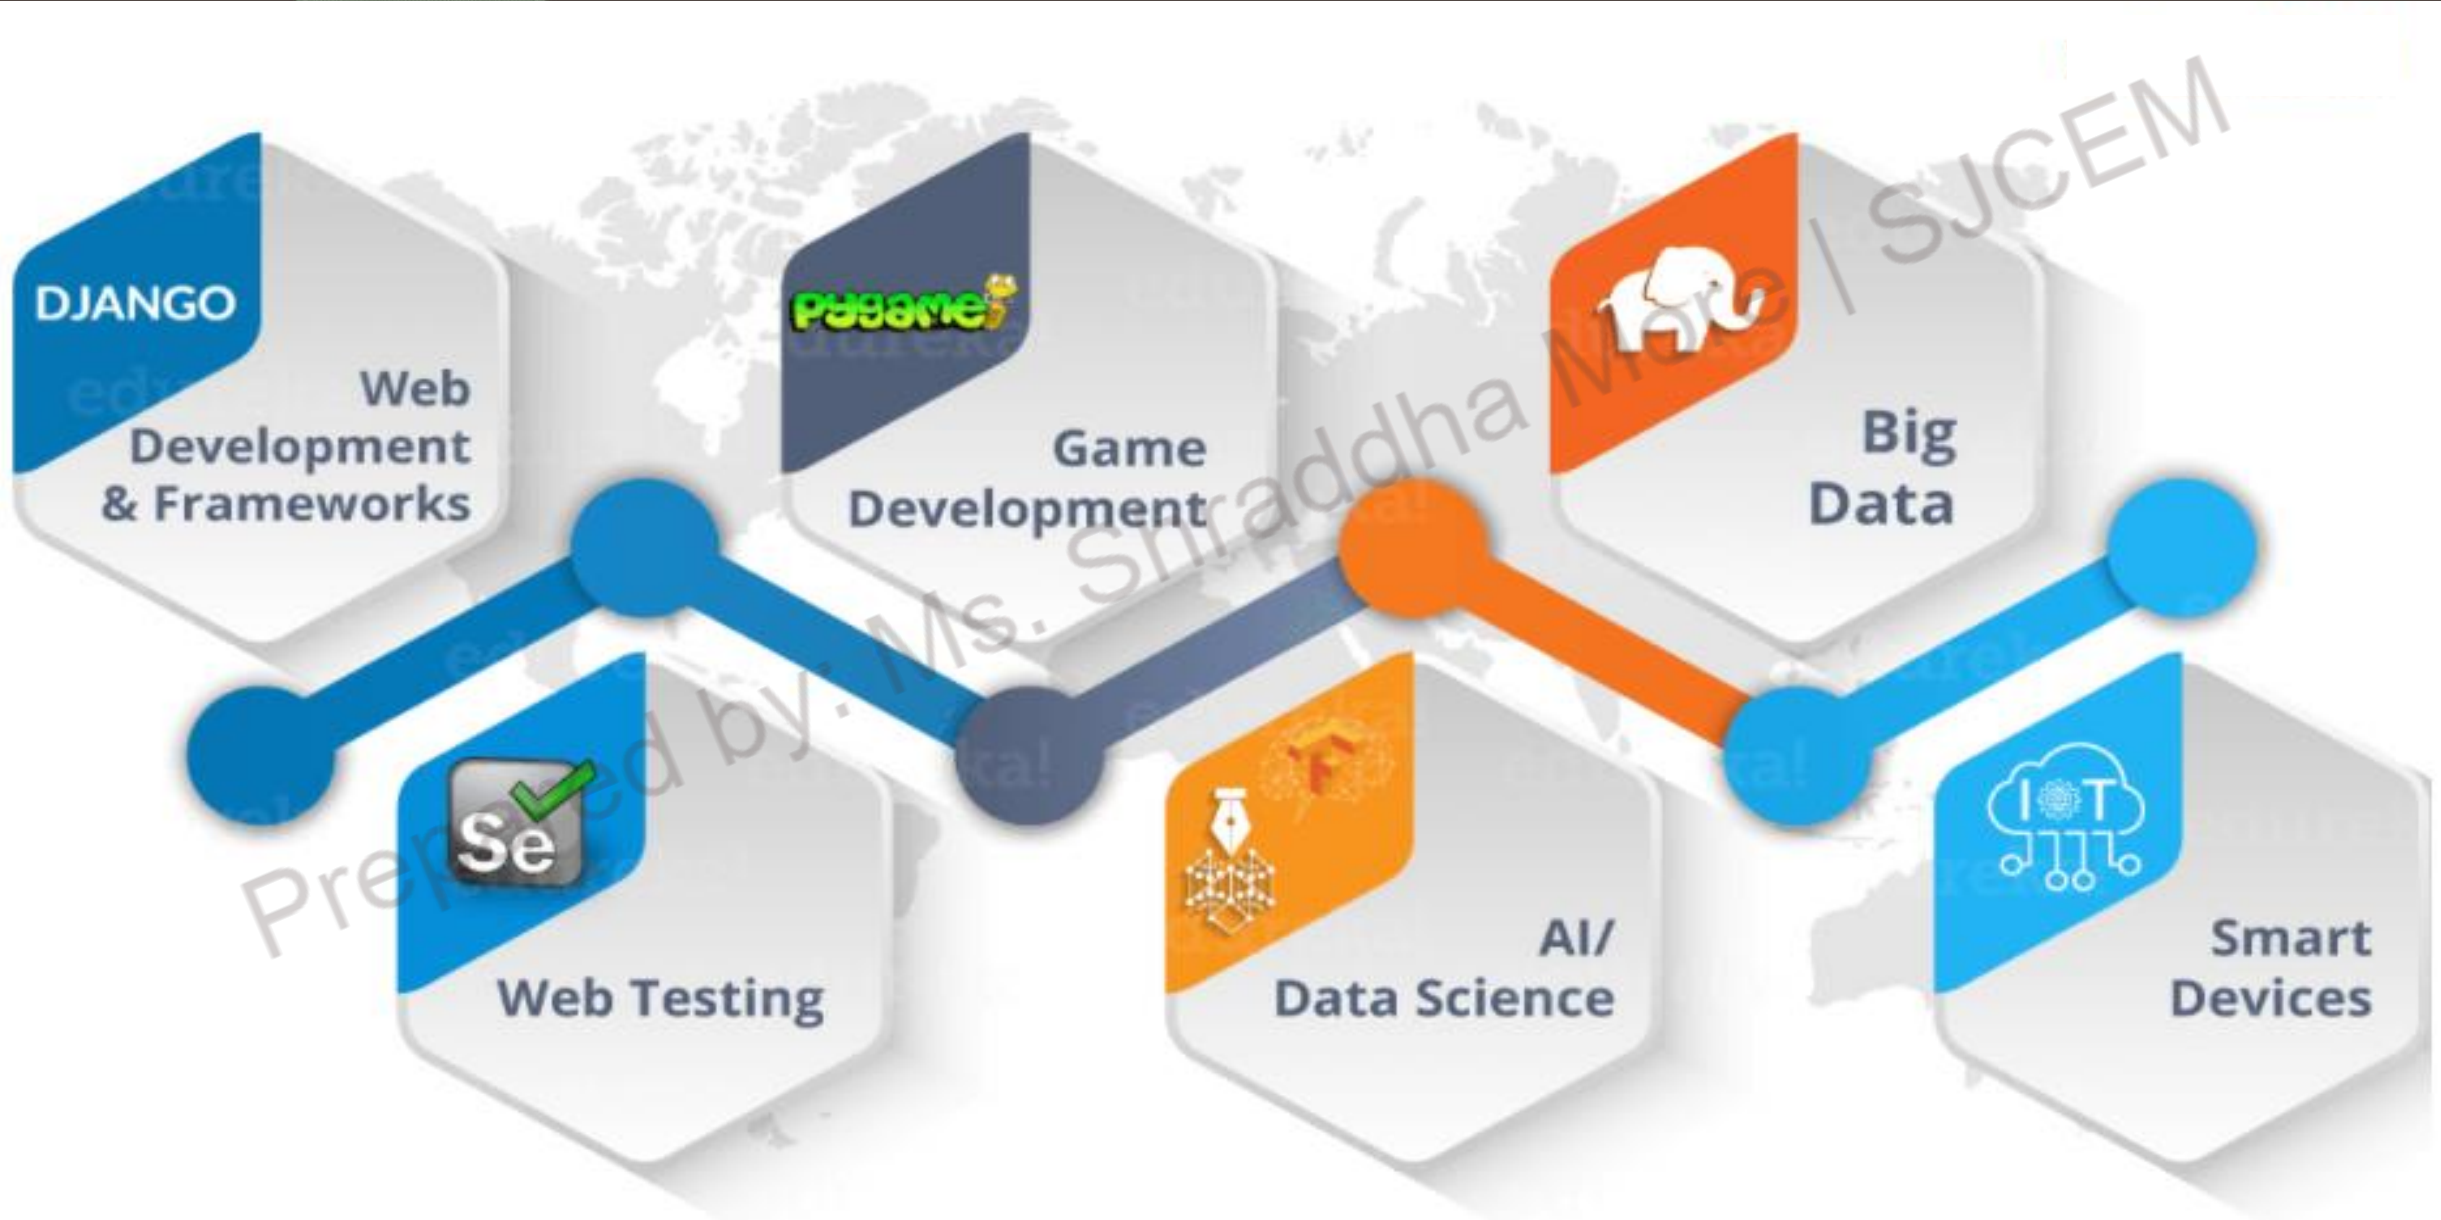 DJANGO
Web
Development
& Frameworks
pygame
Game
Development
Big
Data
Se
Web Testing
AI/
Data Science
IoT
Smart
Devices
Prepared by: Ms. Shraddha More | SJCEM
edureka!